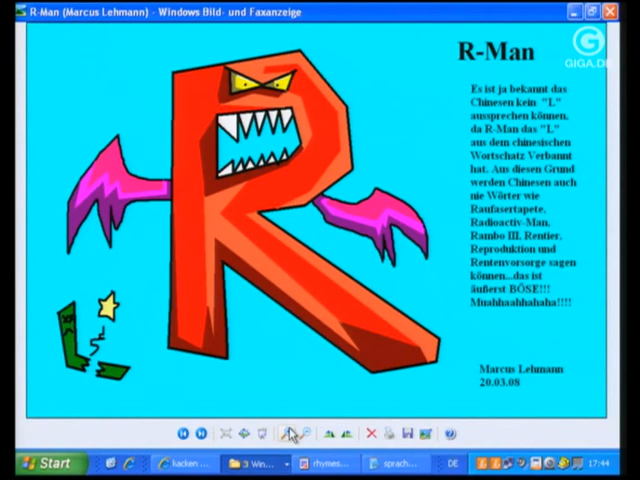 R-Man (Marcus Lehmann) - Windows Bild- und Faxanzeige
G
GIGA.DE
R-Man
Es ist ja bekannt das
Chinesen kein "L"
aussprechen können,
da R-Man das "L"
aus dem chinesischen
Wortschatz Verbannt
hat. Aus diesen Grund
werden Chinesen auch
nie Wörter wie
Raufasertapete,
Radioactiv-Man,
Rambo III, Rentier,
Reproduktion und
Rentenvorsorge sagen
können...das ist
äußerst BÖSE!!!
Muahhaahhahaha!!!!
R
L
Marcus Lehmann
20.03.08
Start
kacken ...
3 Win...
rhymes...
sprach...
DE
17:44